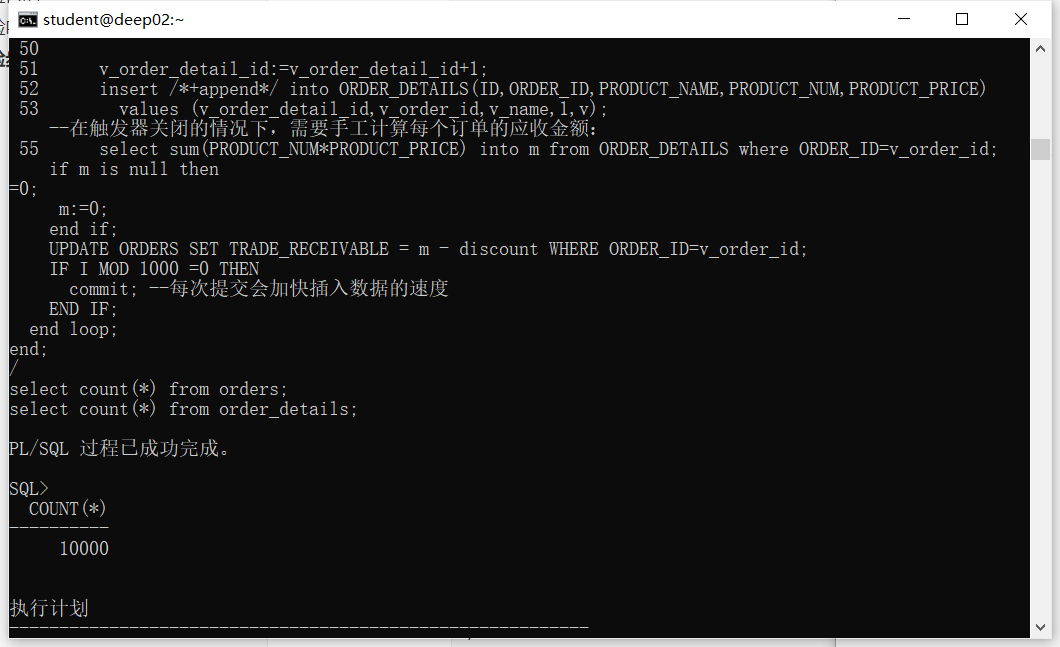 student@deep02:~
50
51      v_order_detail_id:=v_order_detail_id+1;
52      insert /*+append*/ into ORDER_DETAILS(ID,ORDER_ID,PRODUCT_NAME,PRODUCT_NUM,PRODUCT_PRICE)
53        values (v_order_detail_id,v_order_id,v_name,1,v);
--在触发器关闭的情况下，需要手工计算每个订单的应收金额：
55      select sum(PRODUCT_NUM*PRODUCT_PRICE) into m from ORDER_DETAILS where ORDER_ID=v_order_id;
if m is null then
=0;
m:=0;
end if;
UPDATE ORDERS SET TRADE_RECEIVABLE = m - discount WHERE ORDER_ID=v_order_id;
IF I MOD 1000 =0 THEN
commit; --每次提交会加快插入数据的速度
END IF;
end loop;
end;
/
select count(*) from orders;
select count(*) from order_details;
PL/SQL 过程已成功完成。
SQL>
COUNT(*)
----------
10000
执行计划
----------------------------------------------------------